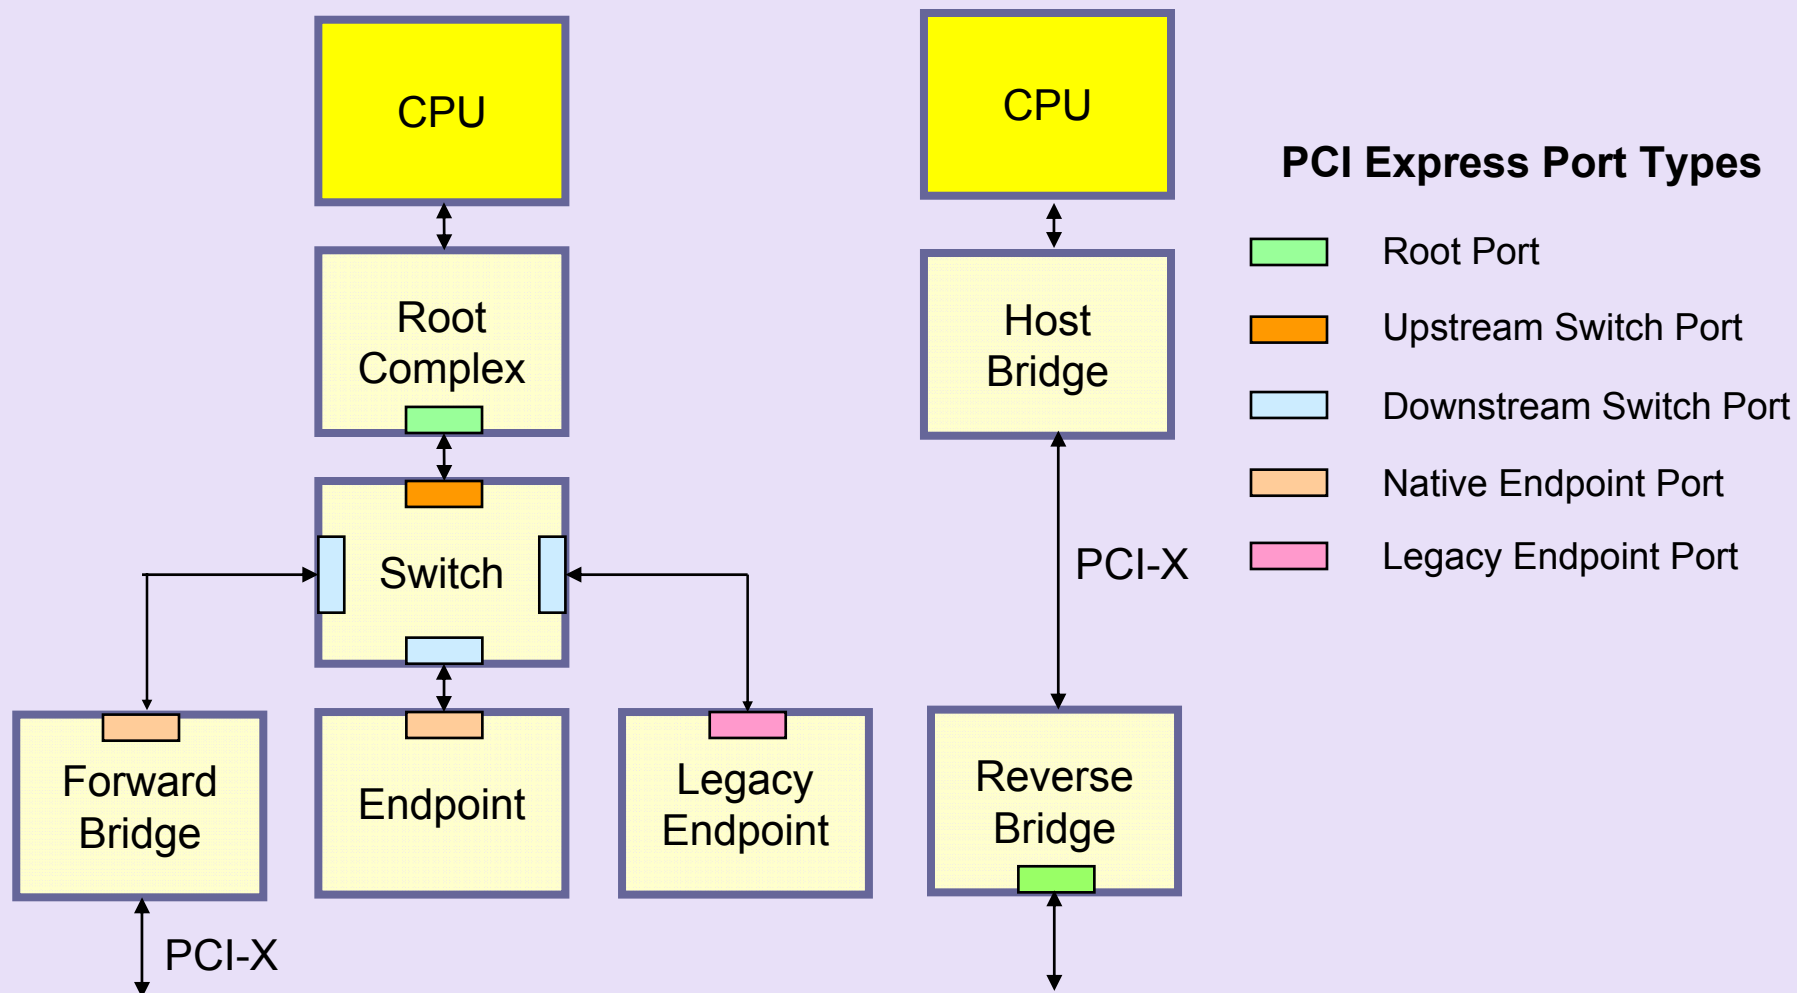 CPU
Root
Complex
Switch
Forward
Bridge
Endpoint
Legacy
Endpoint
PCI-X
CPU
Host
Bridge
PCI-X
Reverse
Bridge
PCI Express Port Types
Root Port
Upstream Switch Port
Downstream Switch Port
Native Endpoint Port
Legacy Endpoint Port